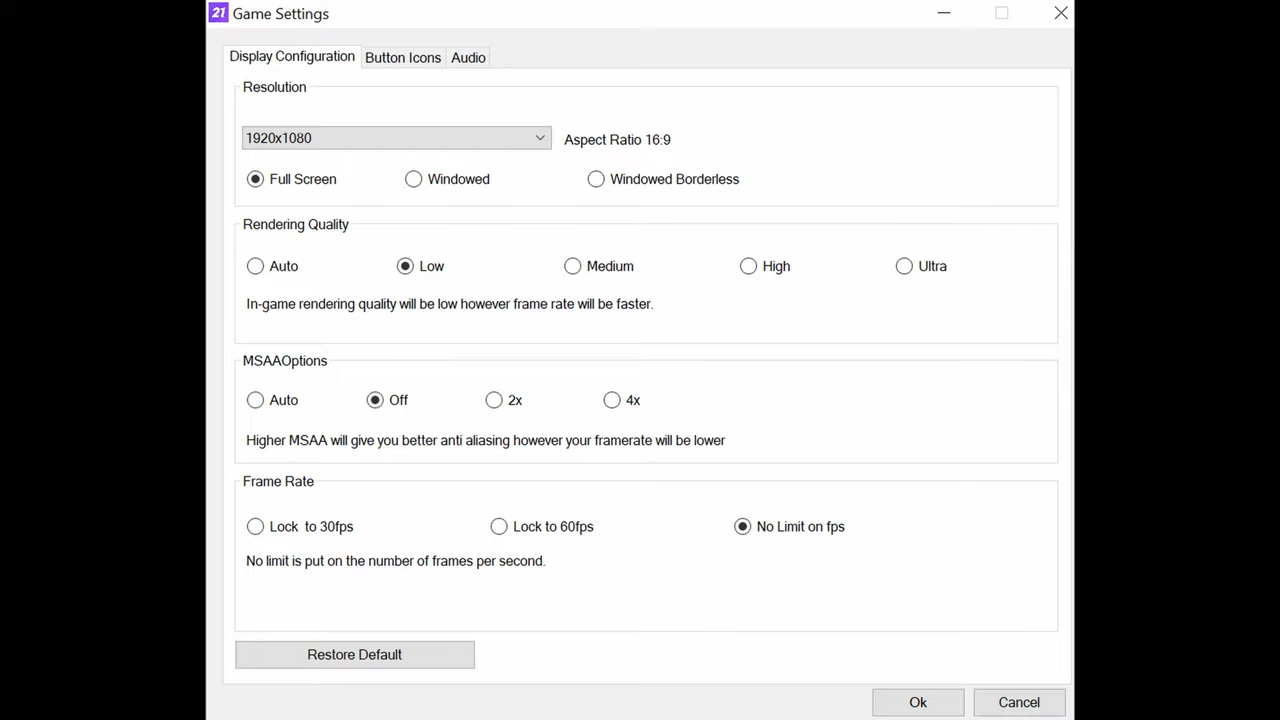 21 Game Settings
Display Configuration Button Icons Audio
Resolution
1920x1080 Aspect Ratio 16:9
Full Screen Windowed Windowed Borderless
Rendering Quality
Auto Low Medium High Ultra
In-game rendering quality will be low however frame rate will be faster.
MSAAOptions
Auto Off 2x 4x
Higher MSAA will give you better anti aliasing however your framerate will be lower
Frame Rate
Lock to 30fps Lock to 60fps No Limit on fps
No limit is put on the number of frames per second.
Restore Default
Ok Cancel